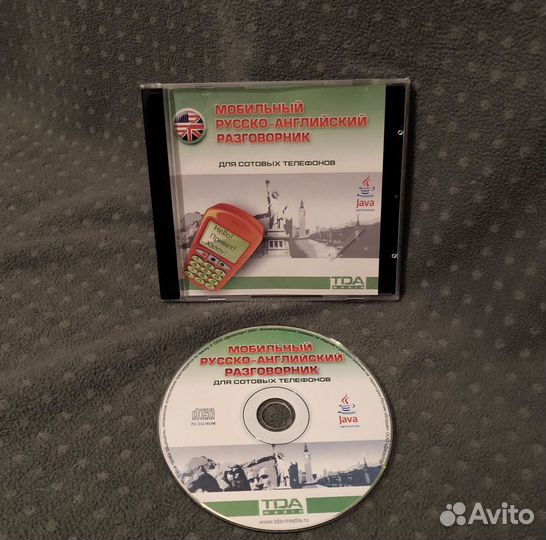 МОБИЛЬНЫЙ
РУССКО-АНГЛИЙСКИЙ
РАЗГОВОРНИК
ДЛЯ СОТОВЫХ ТЕЛЕФОНОВ
Java
Hello!
Привет!
Хэлоу!
TDA
media
МОБИЛЬНЫЙ
РУССКО-АНГЛИЙСКИЙ
РАЗГОВОРНИК
ДЛЯ СОТОВЫХ ТЕЛЕФОНОВ
PC CD-ROM
Java
TDA
media
www.tda-media.ru
Avito